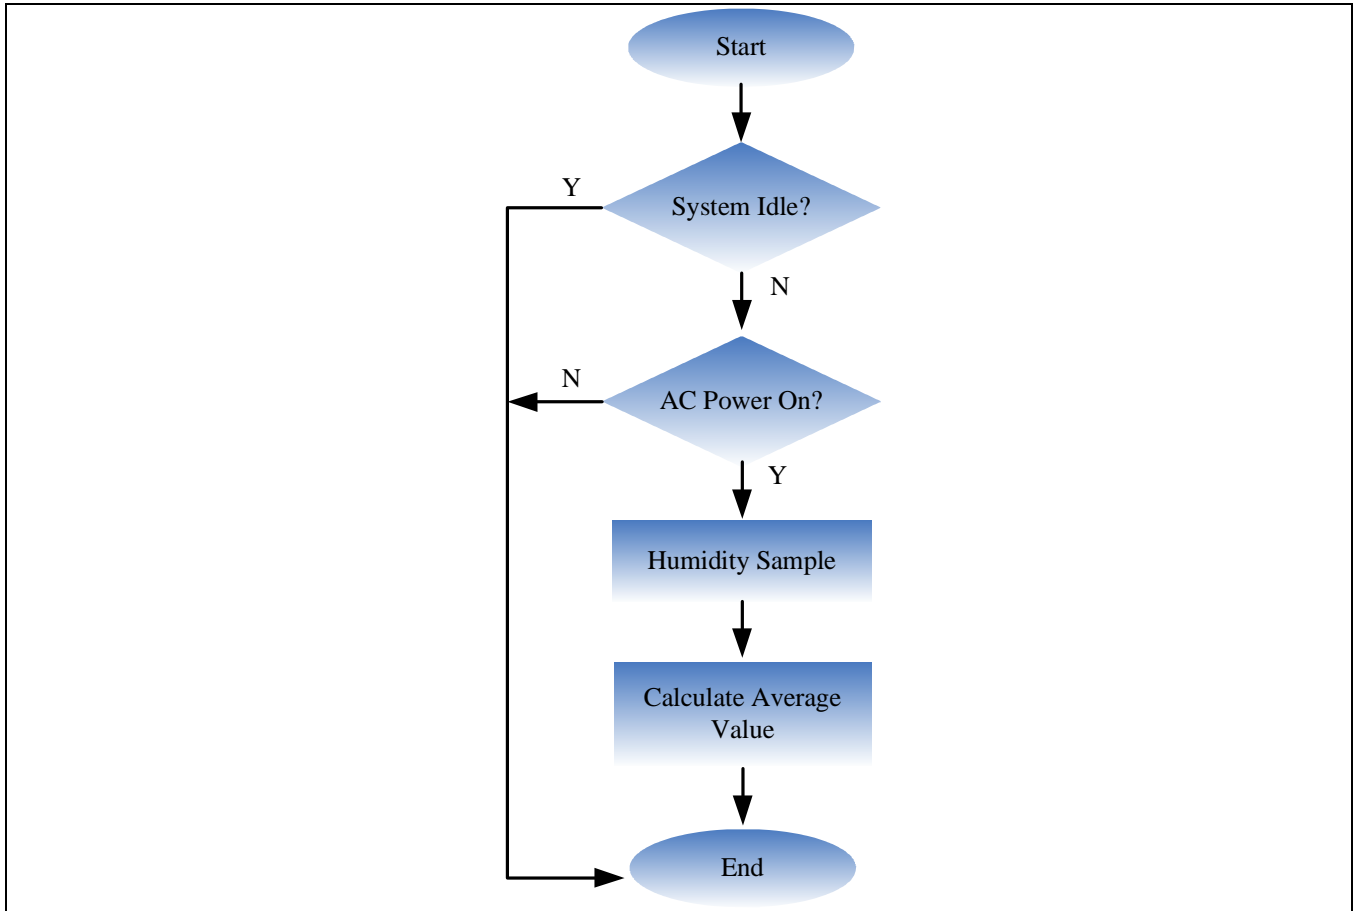 Start
Y
System Idle?
N
N
AC Power On?
Y
Humidity Sample
Calculate Average
Value
End